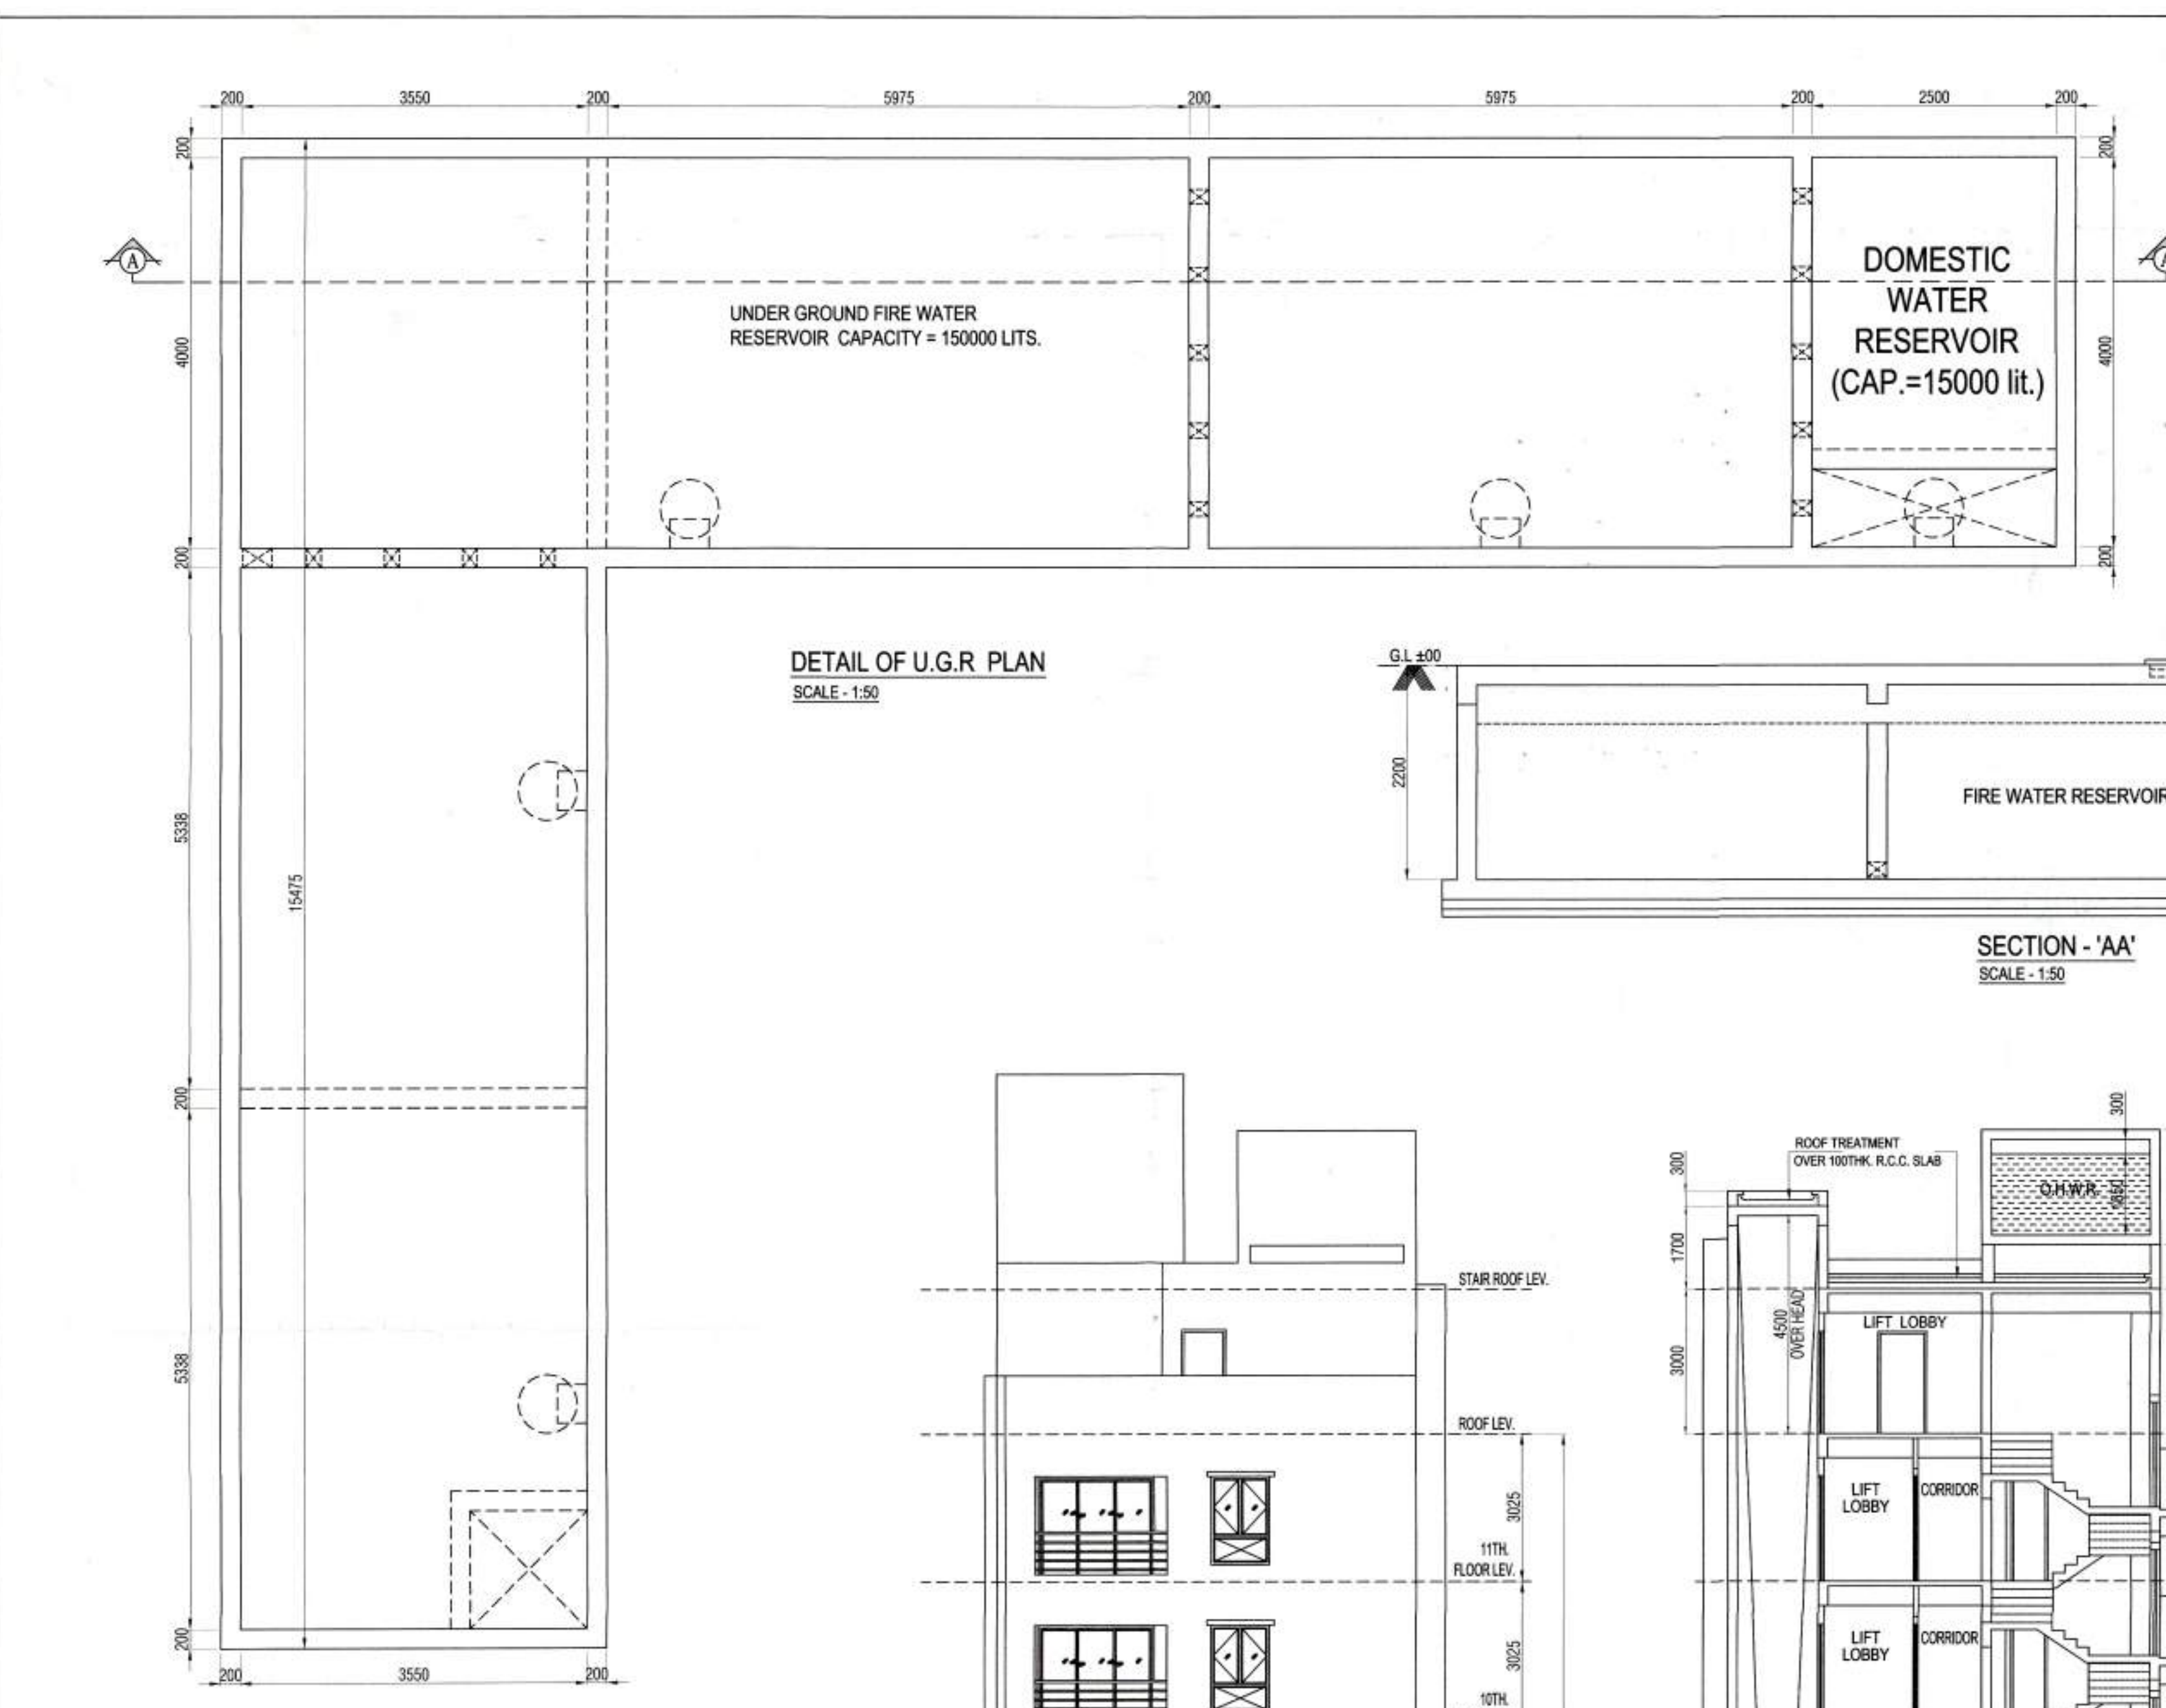 200 3550 200 5975 200 5975 200 2500 200
200
200
A
DOMESTIC
WATER
RESERVOIR
(CAP.=15000 lit.)
UNDER GROUND FIRE WATER
RESERVOIR CAPACITY = 150000 LITS.
4000
4000
200
200
DETAIL OF U.G.R PLAN
SCALE - 1:50
G.L ±00
2200
FIRE WATER RESERVOIR
5338
15475
SECTION - 'AA'
SCALE - 1:50
200
300
ROOF TREATMENT
OVER 100THK. R.C.C. SLAB
300
O.H.W.R.
1700
STAIR ROOF LEV.
4500
OVER HEAD
LIFT LOBBY
3000
5338
ROOF LEV.
LIFT
LOBBY
CORRIDOR
3025
11TH.
FLOOR LEV.
200
LIFT
LOBBY
CORRIDOR
3025
200 3550 200
10TH.